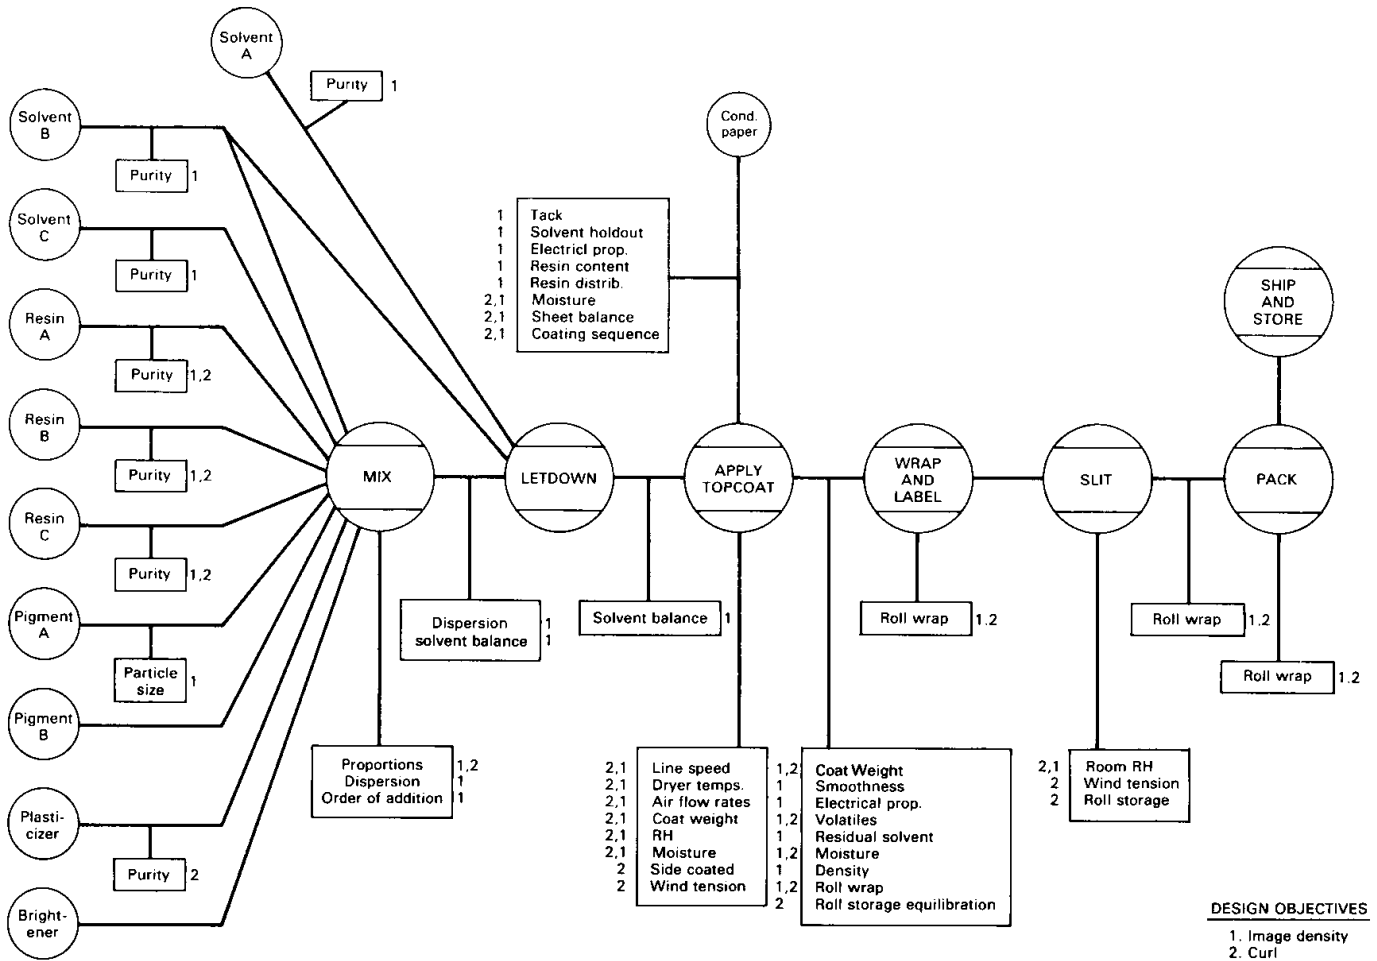 Solvent
A
Purity 1
Solvent
B
Purity 1
Cond.
paper
Solvent
C
Purity 1
1 Tack
1 Solvent holdout
1 Electricl prop.
1 Resin content
1 Resin distrib.
2,1 Moisture
2,1 Sheet balance
2,1 Coating sequence
SHIP
AND
STORE
Resin
A
Purity 1,2
Resin
B
Purity 1,2
MIX
LETDOWN
APPLY
TOPCOAT
WRAP
AND
LABEL
SLIT
PACK
Resin
C
Purity 1,2
Pigment
A
Particle
size 1
Dispersion 1
solvent balance 1
Solvent balance 1
Roll wrap 1,2
Roll wrap 1,2
Roll wrap 1,2
Pigment
B
Proportions 1,2
Dispersion 1
Order of addition 1
2,1 Line speed
2,1 Dryer temps.
2,1 Air flow rates
2,1 Coat weight
2,1 RH
2,1 Moisture
2 Side coated
2 Wind tension
1,2 Coat Weight
1 Smoothness
1 Electrical prop.
1,2 Volatiles
1 Residual solvent
1,2 Moisture
1 Density
1,2 Roll wrap
2 Roll storage equilibration
2,1 Room RH
2 Wind tension
2 Roll storage
Plasti-
cizer
Purity 2
Bright-
ener
DESIGN OBJECTIVES
1. Image density
2. Curl